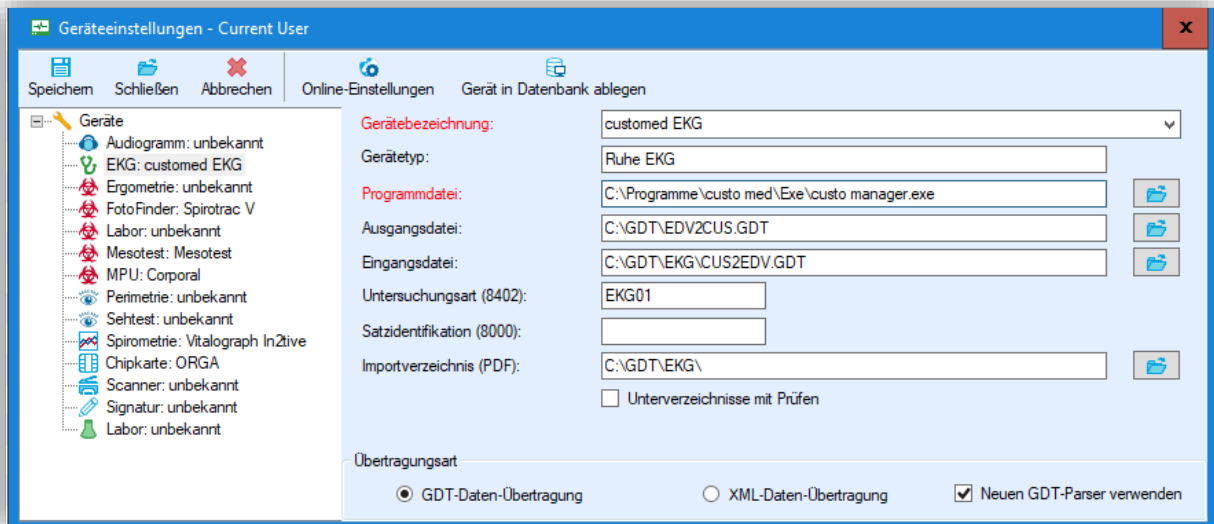 Geräteeinstellungen - Current User
x
Speichern Schließen Abbrechen Online-Einstellungen Gerät in Datenbank ablegen
Geräte
Audiogramm: unbekannt
EKG: customed EKG
Ergometrie: unbekannt
FotoFinder: Spirotrac V
Labor: unbekannt
Mesotest: Mesotest
MPU: Corporal
Perimetrie: unbekannt
Sehtest: unbekannt
Spirometrie: Vitalograph In2tive
Chipkarte: ORGA
Scanner: unbekannt
Signatur: unbekannt
Labor: unbekannt
Gerätebezeichnung: customed EKG
Gerätetyp: Ruhe EKG
Programmdatei: C:\Programme\custo med\Exe\custo manager.exe
Ausgangsdatei: C:\GDT\EDV2CUS.GDT
Eingangsdatei: C:\GDT\EKG\CUS2EDV.GDT
Untersuchungsart (8402): EKG01
Satzidentifikation (8000):
Importverzeichnis (PDF): C:\GDT\EKG\
Unterverzeichnisse mit Prüfen
Übertragungsart
GDT-Daten-Übertragung XML-Daten-Übertragung Neuen GDT-Parser verwenden